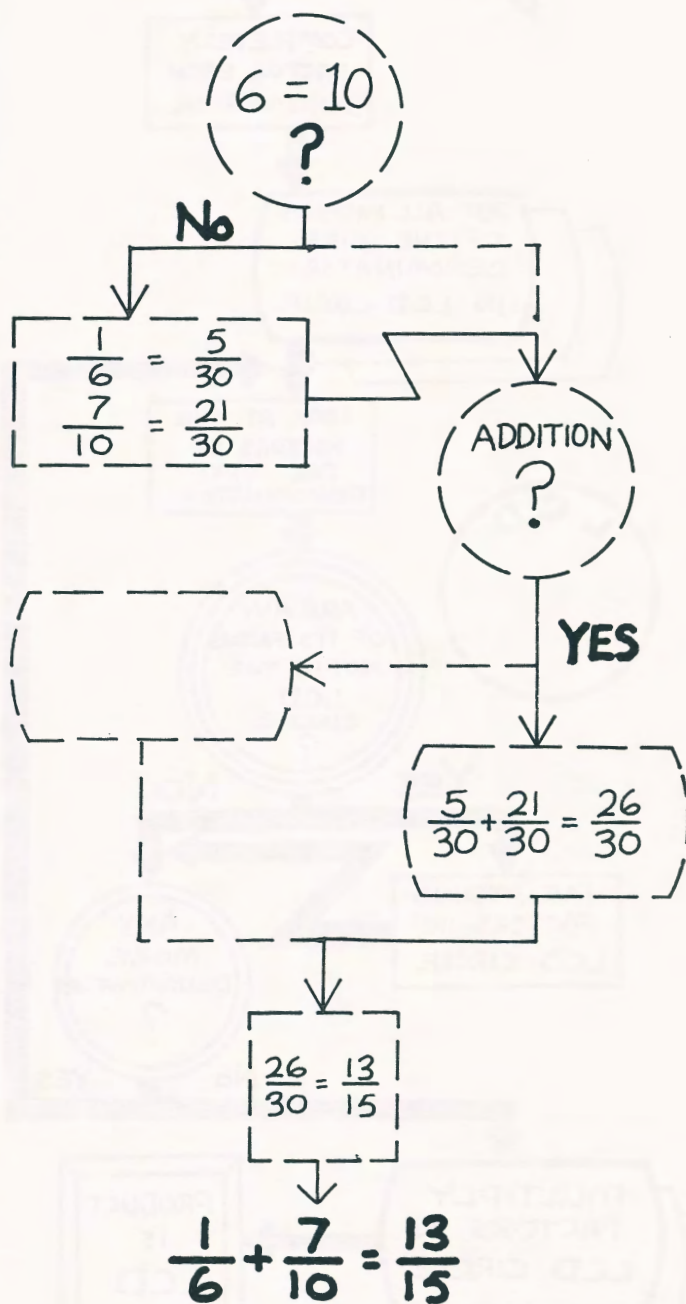 6 = 10
?
No
1/6 = 5/30
7/10 = 21/30
ADDITION
?
YES
5/30 + 21/30 = 26/30
26/30 = 13/15
1/6 + 7/10 = 13/15